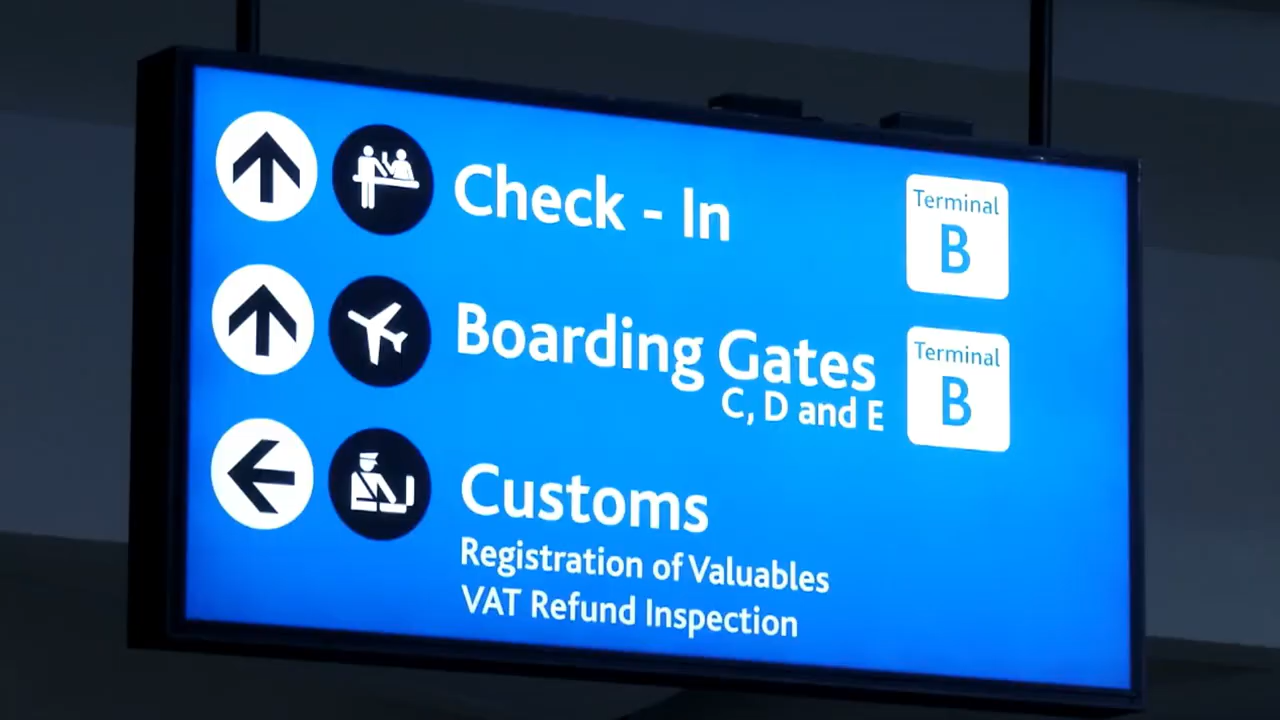 Check - In
Terminal
B
Boarding Gates
C, D and E
Terminal
B
Customs
Registration of Valuables
VAT Refund Inspection